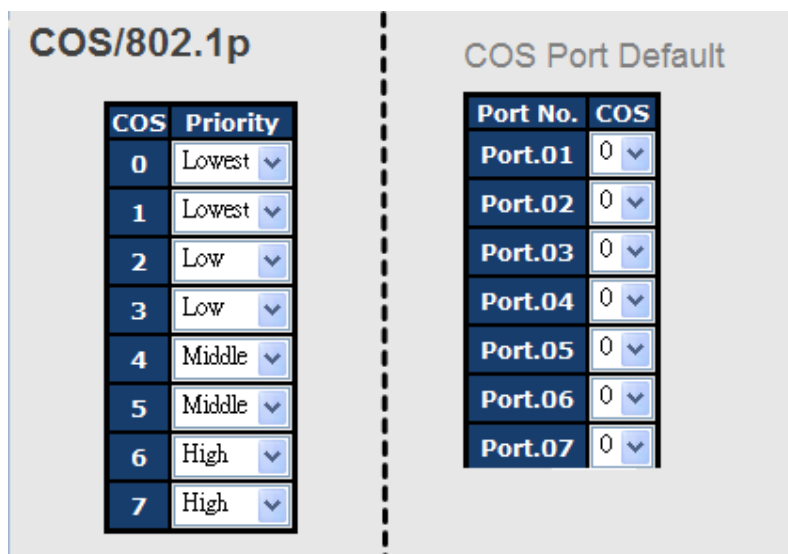 COS/802.1p
COS Priority
0 Lowest
1 Lowest
2 Low
3 Low
4 Middle
5 Middle
6 High
7 High
COS Port Default
Port No. COS
Port.01 0
Port.02 0
Port.03 0
Port.04 0
Port.05 0
Port.06 0
Port.07 0